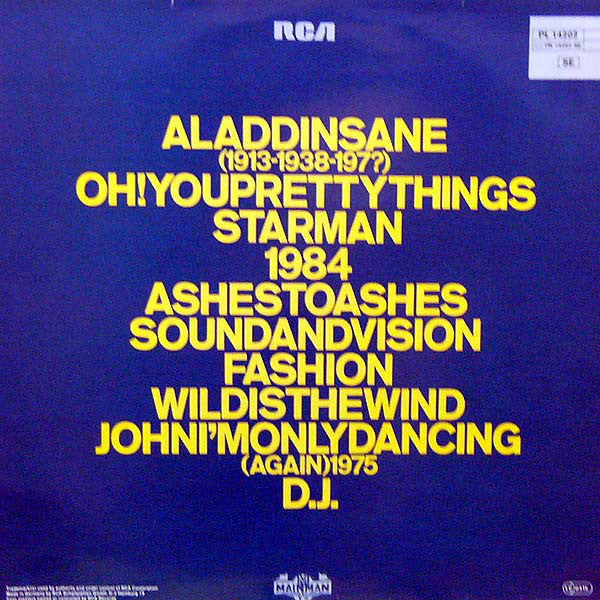 RCA
PL 14202
SE
ALADDINSANE
(1913-1938-197?)
OH!YOUPRETTYTHINGS
STARMAN
1984
ASHESTOASHES
SOUNDANDVISION
FASHION
WILDISTHEWIND
JOHNI'MONLYDANCING
(AGAIN)1975
D.J.
MAINMAN